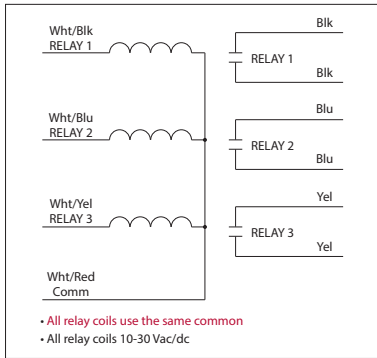 Wht/Blk
RELAY 1
Blk
RELAY 1
Blk
Wht/Blu
RELAY 2
Blu
RELAY 2
Blu
Wht/Yel
RELAY 3
Yel
RELAY 3
Yel
Wht/Red
Comm
• All relay coils use the same common
• All relay coils 10-30 Vac/dc